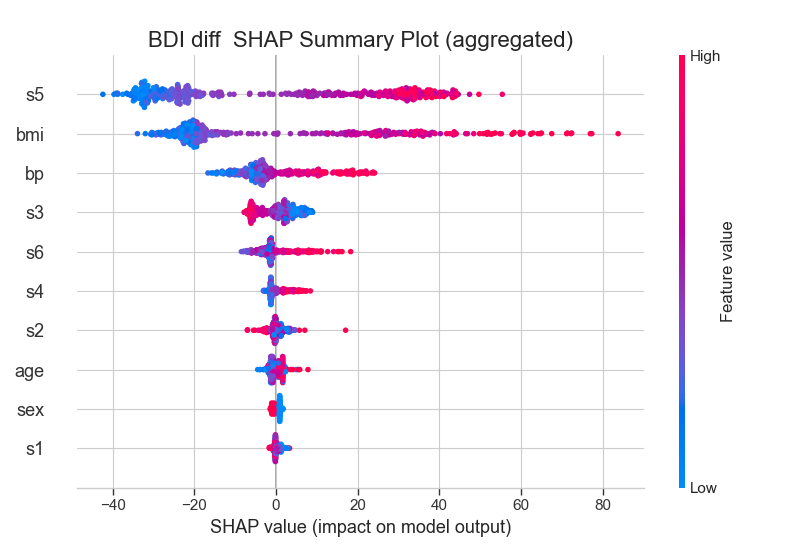 BDI diff  SHAP Summary Plot (aggregated)
High
s5
bmi
bp
s3
s6
s4
s2
age
sex
s1
Feature value
Low
−40 −20 0 20 40 60 80
SHAP value (impact on model output)